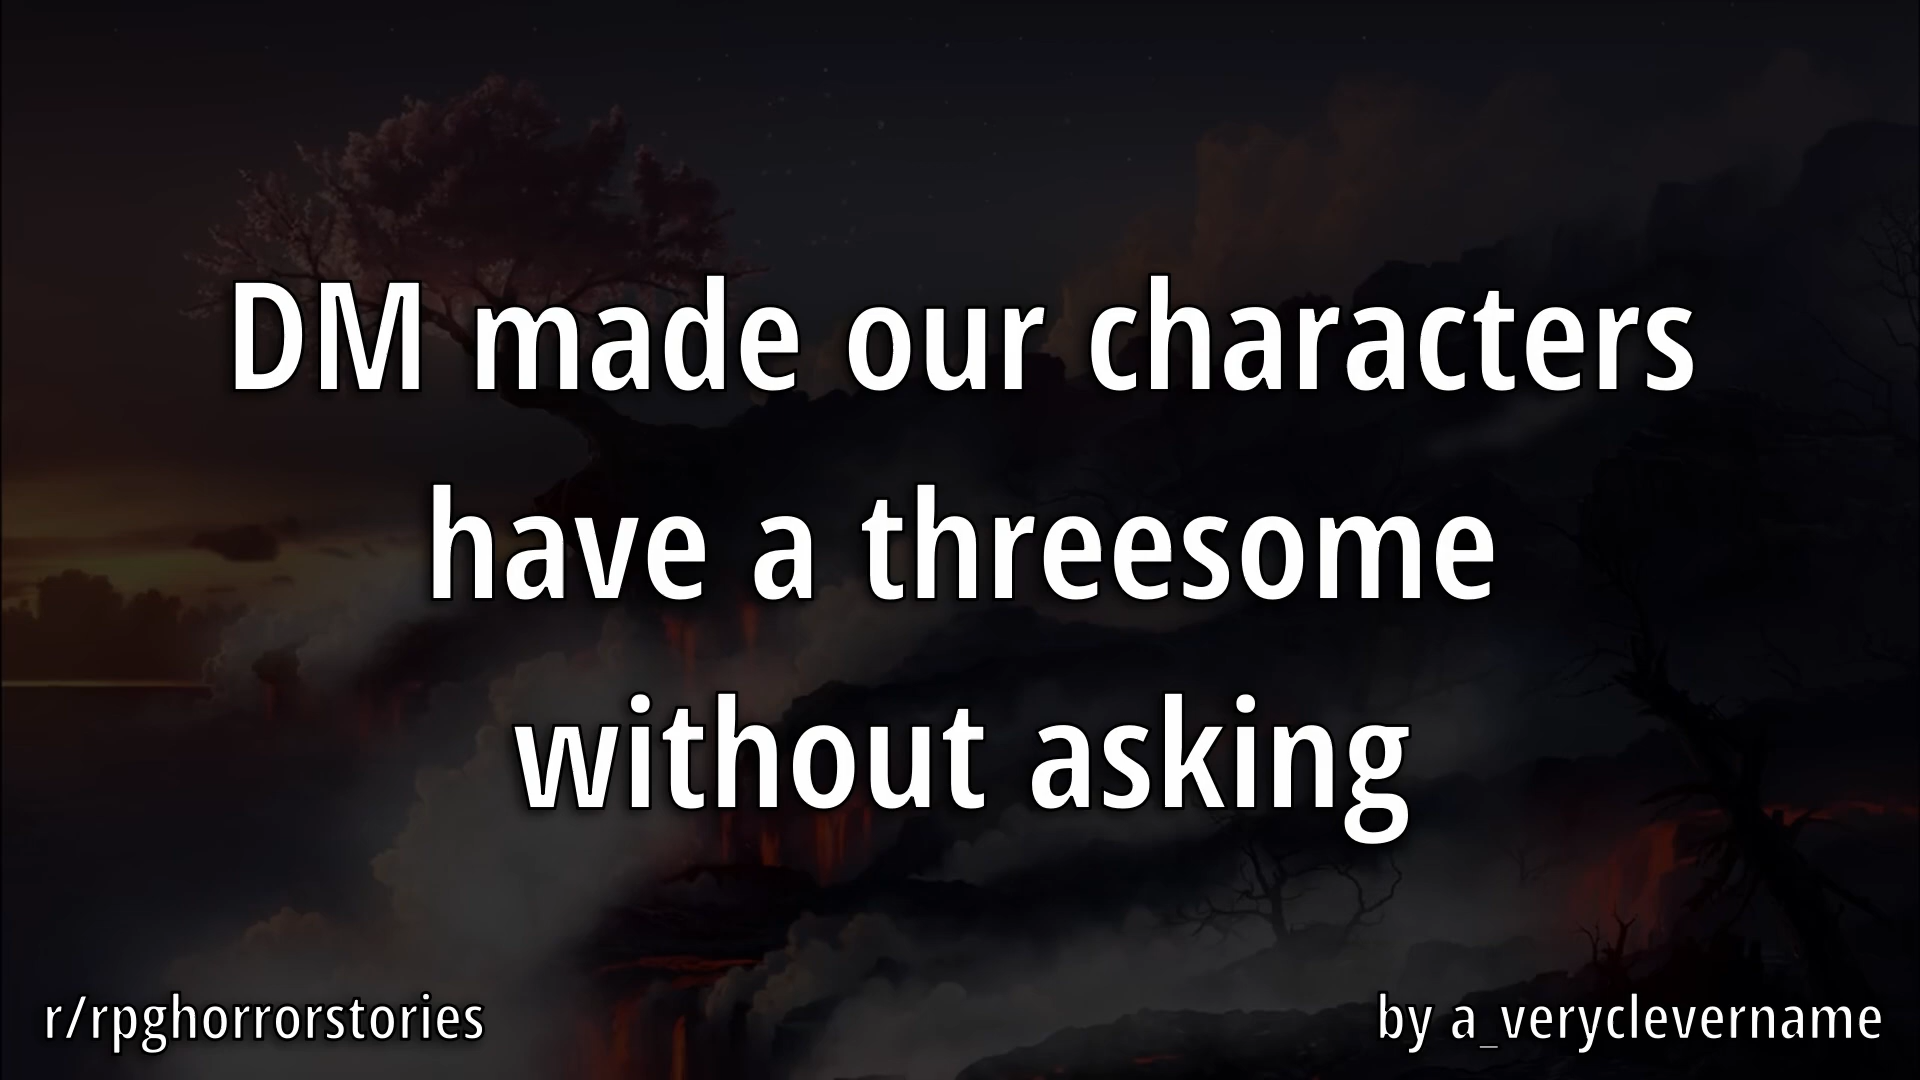 DM made our characters
have a threesome
without asking
r/rpghorrorstories
by a_veryclevername